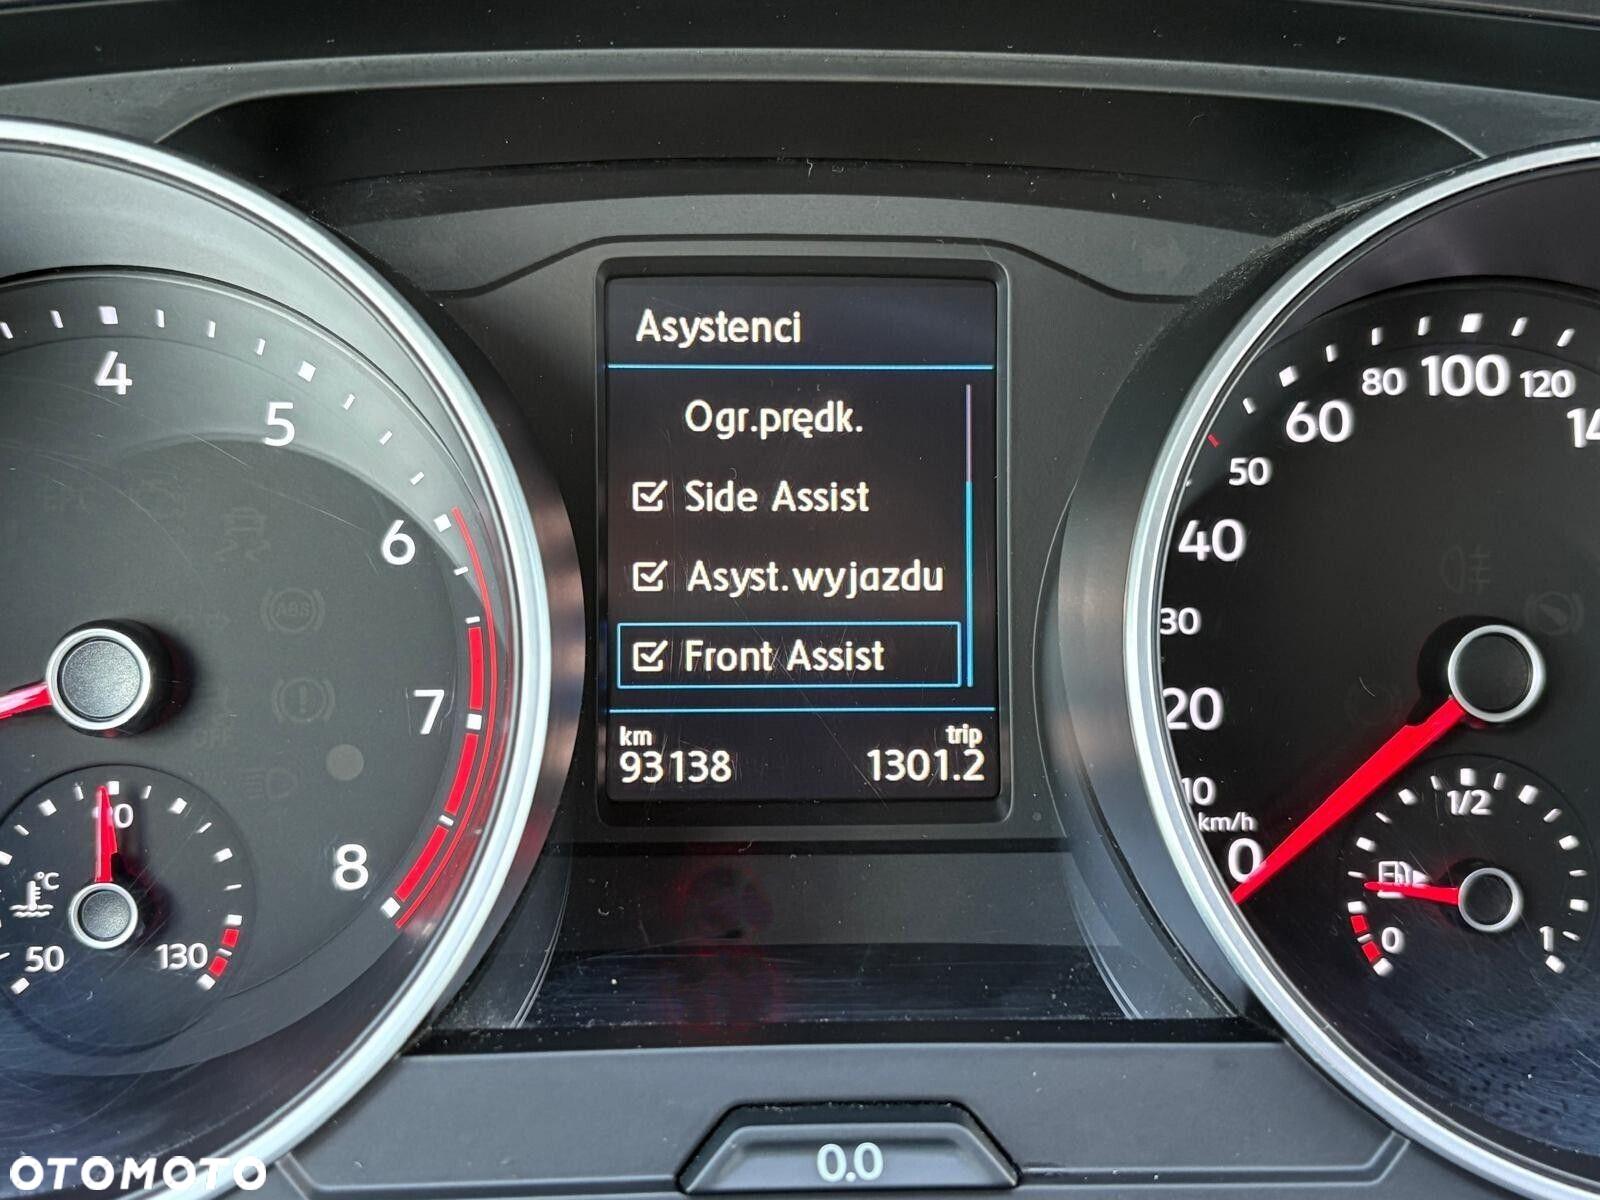 Asystenci
Ogr.prędk.
Side Assist
Asyst.wyjazdu
Front Assist
km
93138
trip
1301.2
4
5
6
7
8
ABS
90
°C
50
130
0
10
20
30
40
50
60
80
100
120
km/h
1/2
0
1
0.0
OTOMOTO